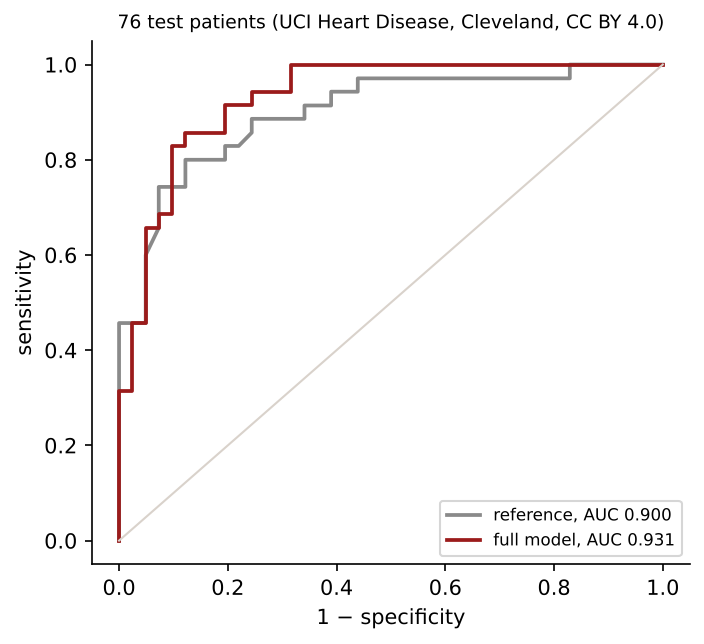 76 test patients (UCI Heart Disease, Cleveland, CC BY 4.0)
1.0
0.8
0.6
0.4
0.2
0.0
sensitivity
reference, AUC 0.900
full model, AUC 0.931
0.0 0.2 0.4 0.6 0.8 1.0
1 − specificity